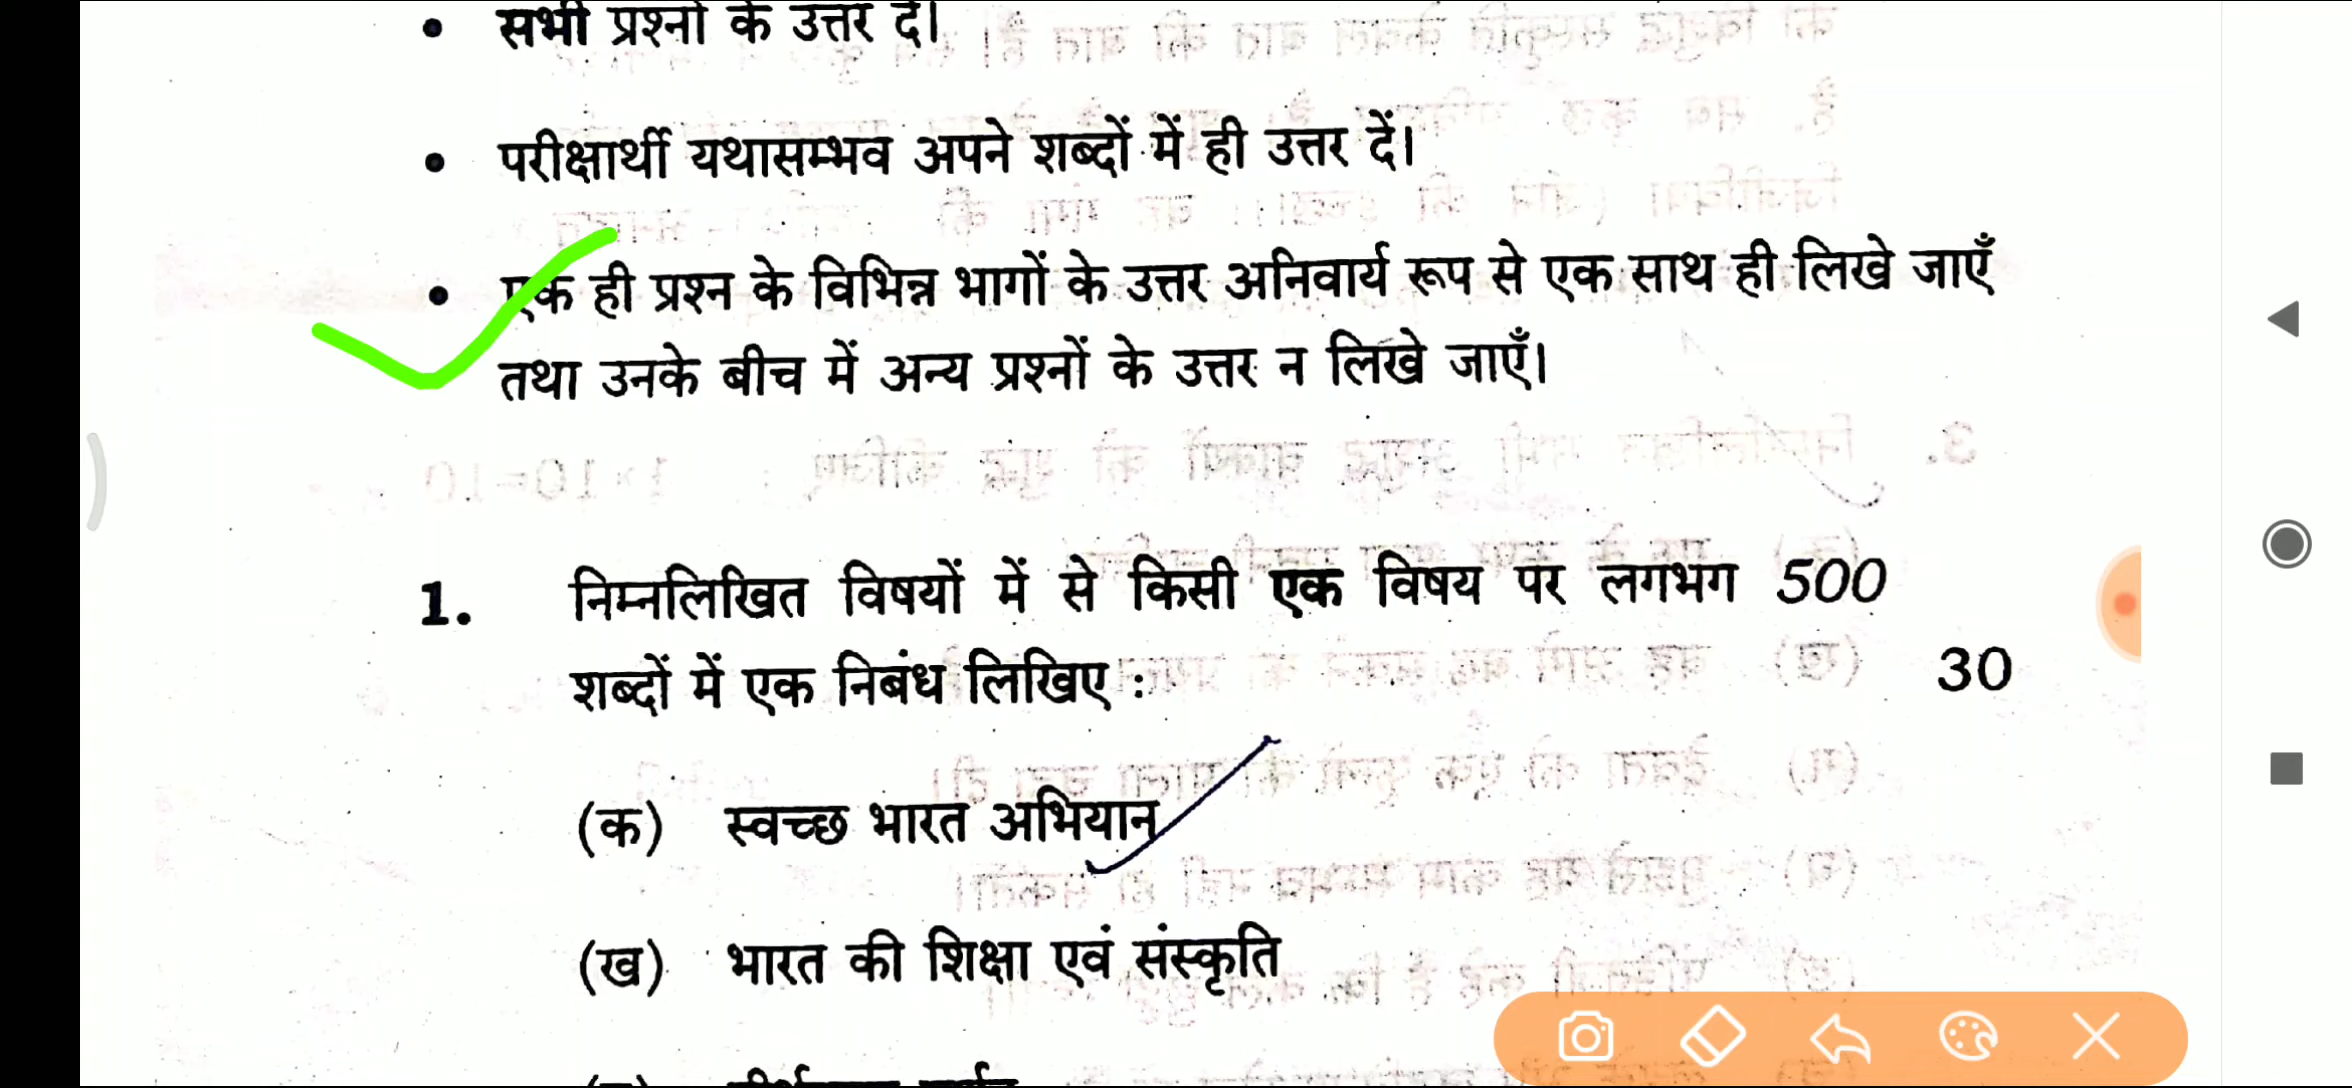 • सभी प्रश्नों के उत्तर दें।
• परीक्षार्थी यथासम्भव अपने शब्दों में ही उत्तर दें।
• एक ही प्रश्न के विभिन्न भागों के उत्तर अनिवार्य रूप से एक साथ ही लिखे जाएँ
तथा उनके बीच में अन्य प्रश्नों के उत्तर न लिखे जाएँ।
1. निम्नलिखित विषयों में से किसी एक विषय पर लगभग 500
शब्दों में एक निबंध लिखिए : 30
(क) स्वच्छ भारत अभियान
(ख) भारत की शिक्षा एवं संस्कृति